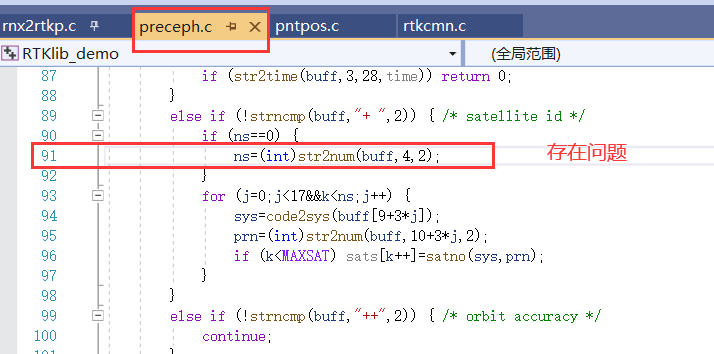 rnx2rtkp.c preceph.c pntpos.c rtkcmn.c
RTKlib_demo (全局范围)
87 if (str2time(buff,3,28,time)) return 0;
88 }
89 else if (!strncmp(buff,"+ ",2)) { /* satellite id */
90 if (ns==0) {
91 ns=(int)str2num(buff,4,2); 存在问题
92 }
93 for (j=0;j<17&&k<ns;j++) {
94 sys=code2sys(buff[9+3*j]);
95 prn=(int)str2num(buff,10+3*j,2);
96 if (k<MAXSAT) sats[k++]=satno(sys,prn);
97 }
98 }
99 else if (!strncmp(buff,"++",2)) { /* orbit accuracy */
100 continue;
101 }